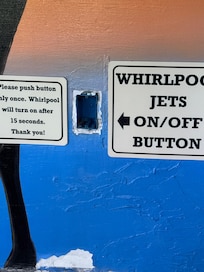 Please push button
only once. Whirlpool
will turn on after
15 seconds.
Thank you!
WHIRLPOO
JETS
ON/OFF
BUTTON